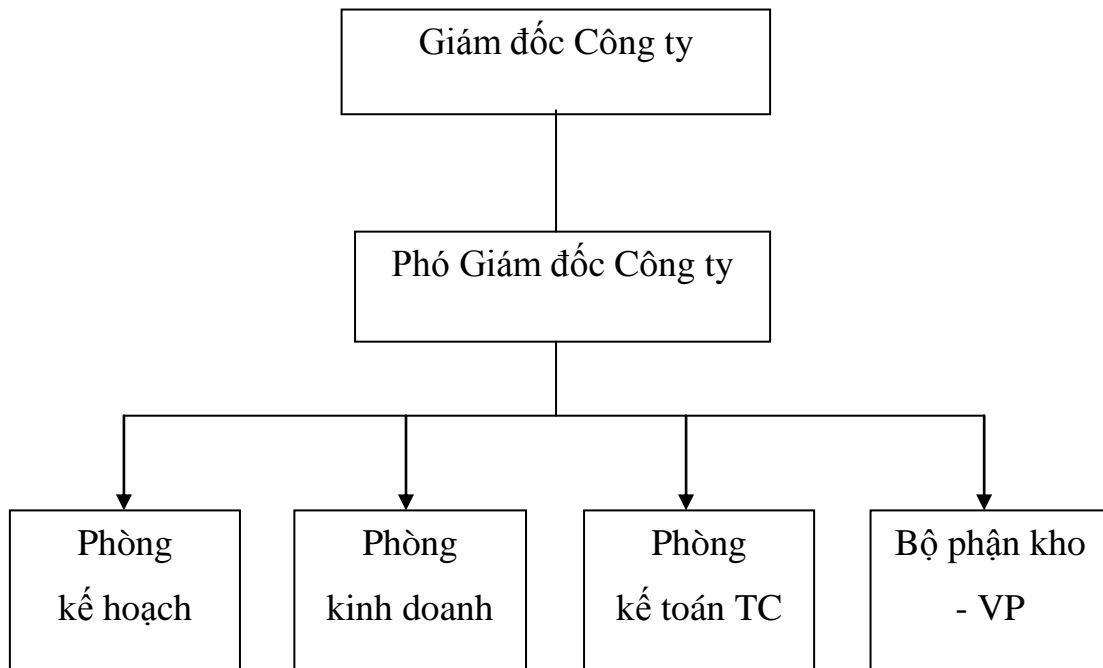 Giám đốc Công ty
Phó Giám đốc Công ty
Phòng
kế hoạch
Phòng
kinh doanh
Phòng
kế toán TC
Bộ phận kho
- VP